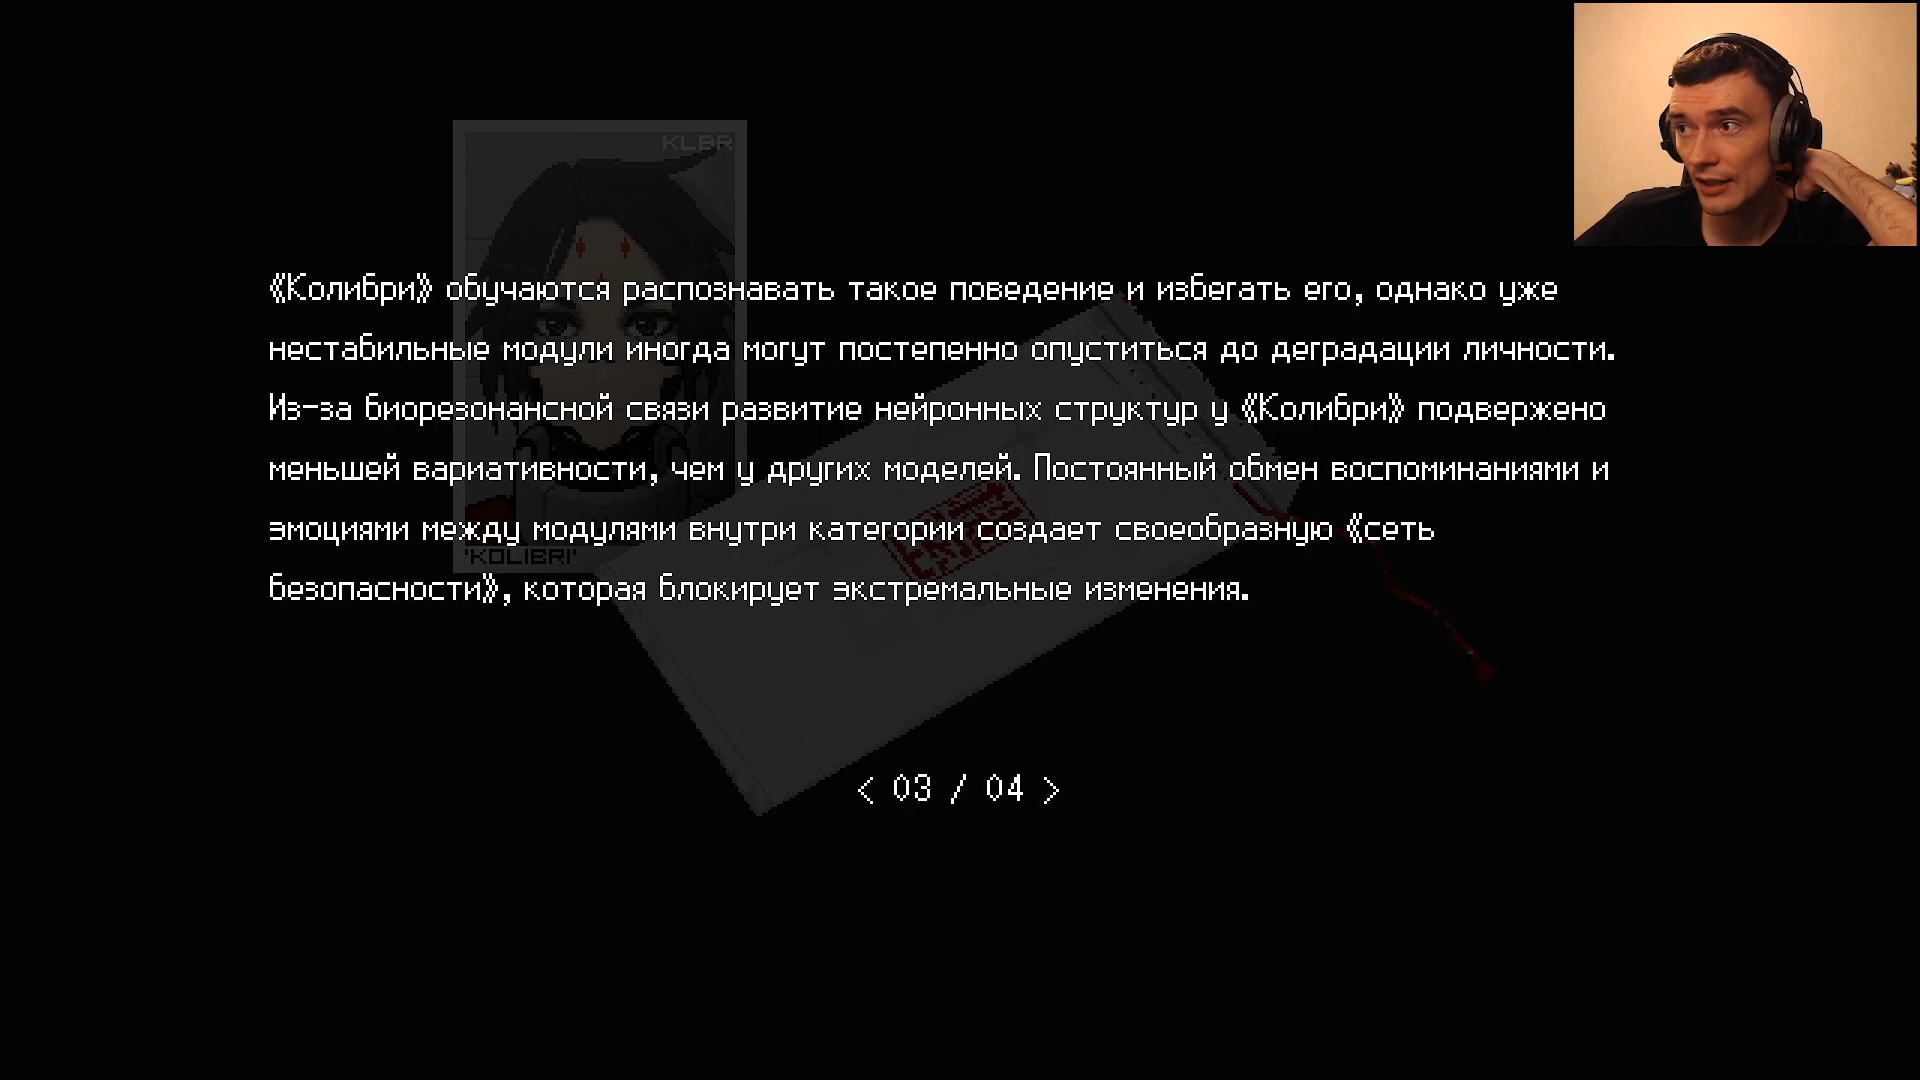 KLBR
《Колибри》 обучаются распознавать такое поведение и избегать его, однако уже
нестабильные модули иногда могут постепенно опуститься до деградации личности.
Из-за биорезонансной связи развитие нейронных структур у 《Колибри》 подвержено
меньшей вариативности, чем у других моделей. Постоянный обмен воспоминаниями и
эмоциями между модулями внутри категории создает своеобразную 《сеть
безопасности》, которая блокирует экстремальные изменения.
'KOLIBRI'
< 03 / 04 >